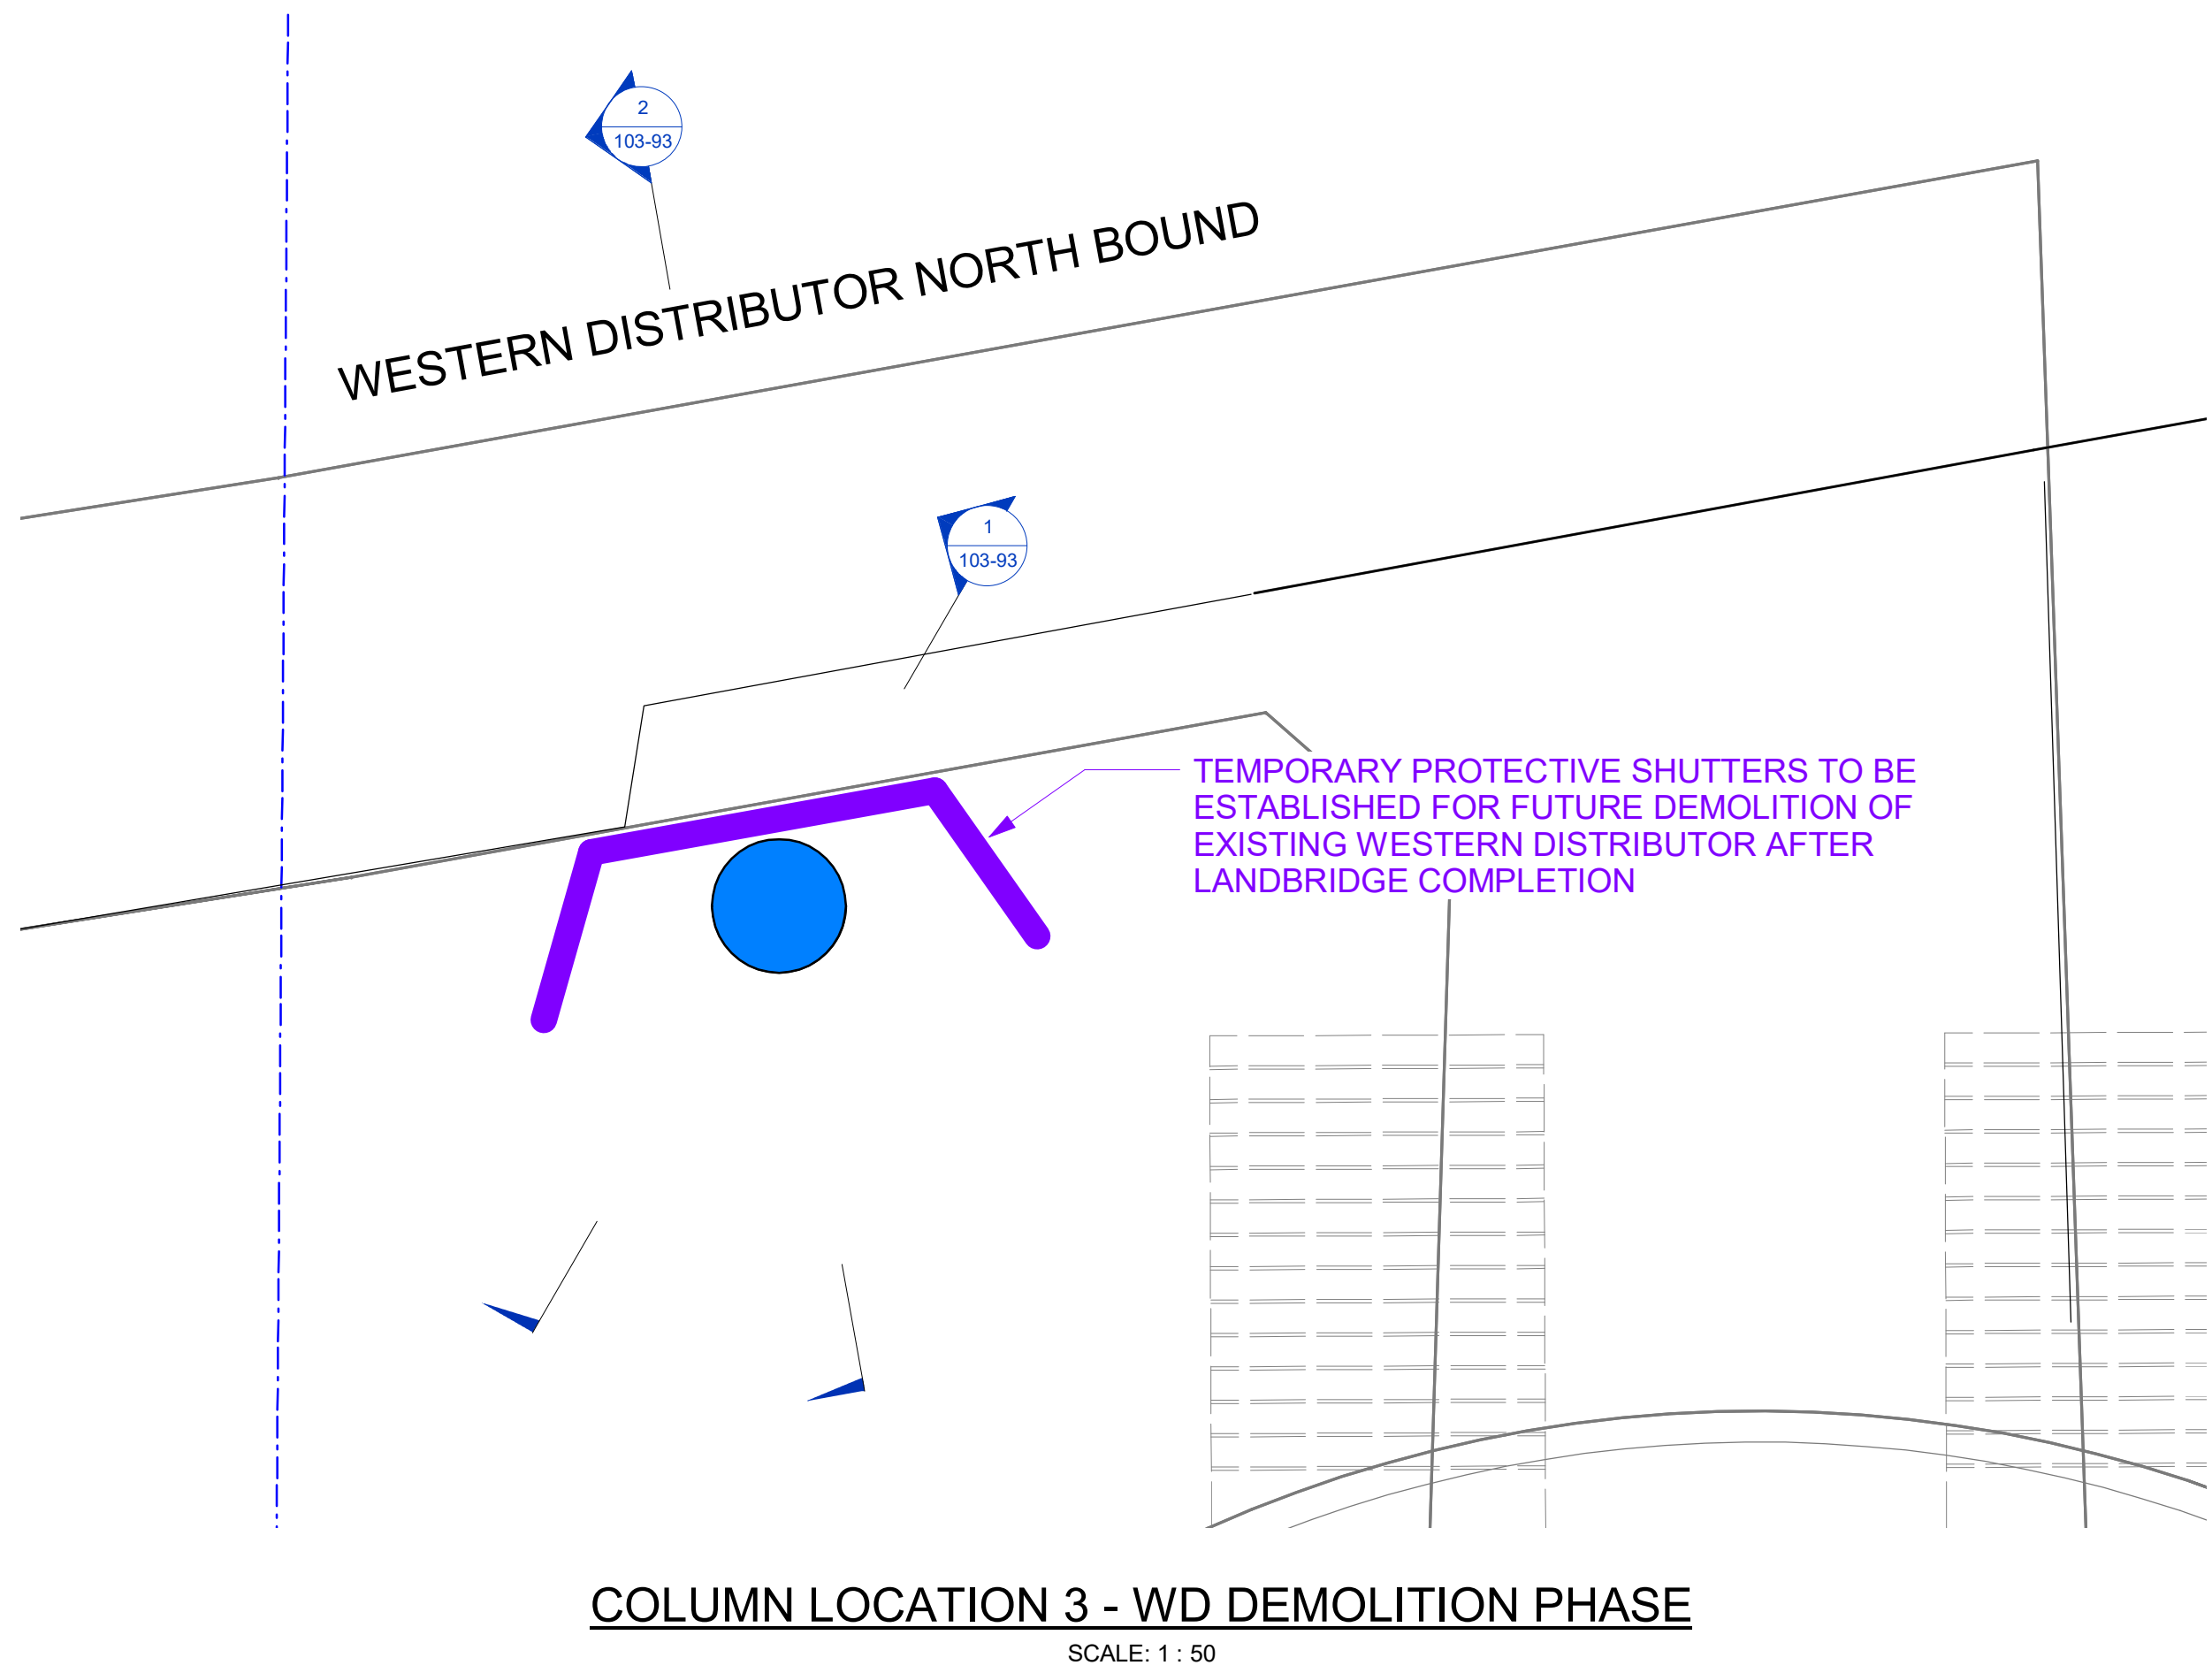 2
103-93
WESTERN DISTRIBUTOR NORTH BOUND
1
103-93
TEMPORARY PROTECTIVE SHUTTERS TO BE
ESTABLISHED FOR FUTURE DEMOLITION OF
EXISTING WESTERN DISTRIBUTOR AFTER
LANDBRIDGE COMPLETION
COLUMN LOCATION 3 - WD DEMOLITION PHASE
SCALE: 1 : 50